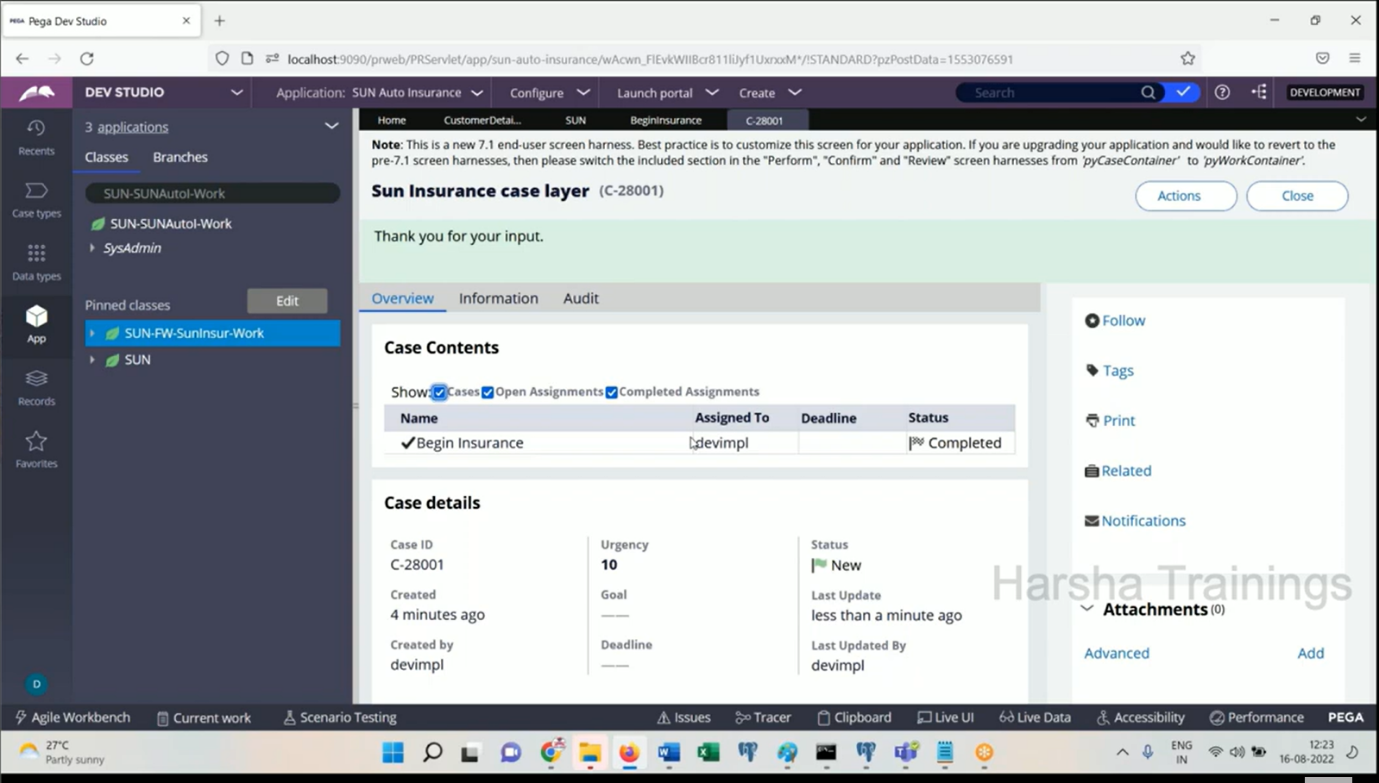 PEGA Pega Dev Studio
localhost:9090/prweb/PRServlet/app/sun-auto-insurance/wAcwn_FlEvkWIIBcr811liJyf1UxrxxM*/!STANDARD?pzPostData=1553076591
DEV STUDIO Application: SUN Auto Insurance Configure Launch portal Create Search DEVELOPMENT
Recents
Case types
Data types
App
Records
Favorites
D
3 applications
Classes Branches
SUN-SUNAutoI-Work
SUN-SUNAutoI-Work
SysAdmin
Pinned classes Edit
SUN-FW-SunInsur-Work
SUN
Home CustomerDetai... SUN BeginInsurance C-28001
Note: This is a new 7.1 end-user screen harness. Best practice is to customize this screen for your application. If you are upgrading your application and would like to revert to the
pre-7.1 screen harnesses, then please switch the included section in the "Perform", "Confirm" and "Review" screen harnesses from 'pyCaseContainer' to 'pyWorkContainer'.
Sun Insurance case layer (C-28001) Actions Close
Thank you for your input.
Overview Information Audit
Case Contents
Show: Cases Open Assignments Completed Assignments
Name Assigned To Deadline Status
Begin Insurance devimpl Completed
Case details
Case ID Urgency Status
C-28001 10 New
Created Goal Last Update
4 minutes ago —— less than a minute ago
Created by Deadline Last Updated By
devimpl —— devimpl
Follow
Tags
Print
Related
Notifications
Harsha Trainings
Attachments (0)
Advanced Add
Agile Workbench Current work Scenario Testing Issues Tracer Clipboard Live UI Live Data Accessibility Performance PEGA
27°C
Partly sunny
ENG
IN
12:23
16-08-2022